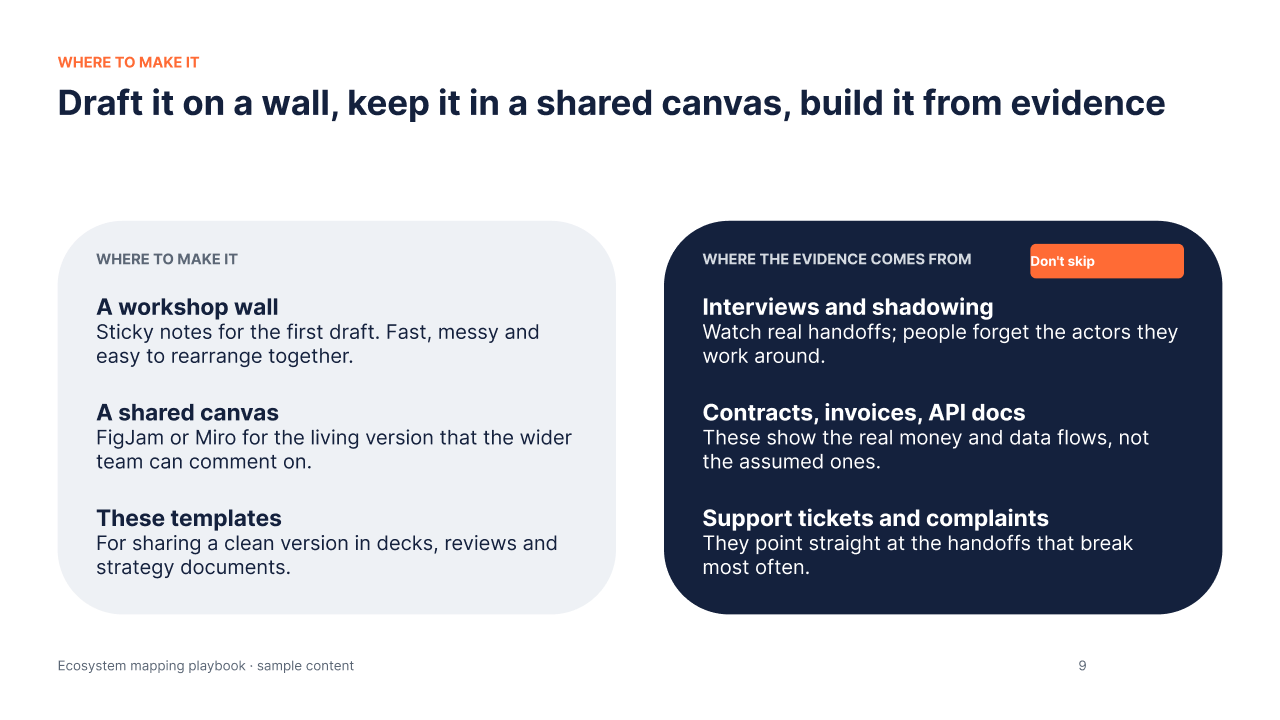 WHERE TO MAKE IT
Draft it on a wall, keep it in a shared canvas, build it from evidence
WHERE TO MAKE IT
A workshop wall
Sticky notes for the first draft. Fast, messy and
easy to rearrange together.
A shared canvas
FigJam or Miro for the living version that the wider
team can comment on.
These templates
For sharing a clean version in decks, reviews and
strategy documents.
WHERE THE EVIDENCE COMES FROM
Don't skip
Interviews and shadowing
Watch real handoffs; people forget the actors they
work around.
Contracts, invoices, API docs
These show the real money and data flows, not
the assumed ones.
Support tickets and complaints
They point straight at the handoffs that break
most often.
Ecosystem mapping playbook · sample content
9